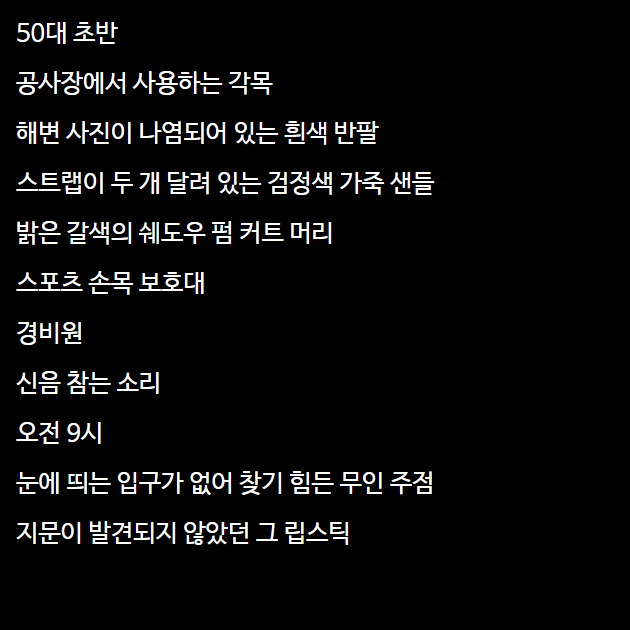 50대 초반
공사장에서 사용하는 각목
해변 사진이 나염되어 있는 흰색 반팔
스트랩이 두 개 달려 있는 검정색 가죽 샌들
밝은 갈색의 쉐도우 펌 커트 머리
스포츠 손목 보호대
경비원
신음 참는 소리
오전 9시
눈에 띄는 입구가 없어 찾기 힘든 무인 주점
지문이 발견되지 않았던 그 립스틱